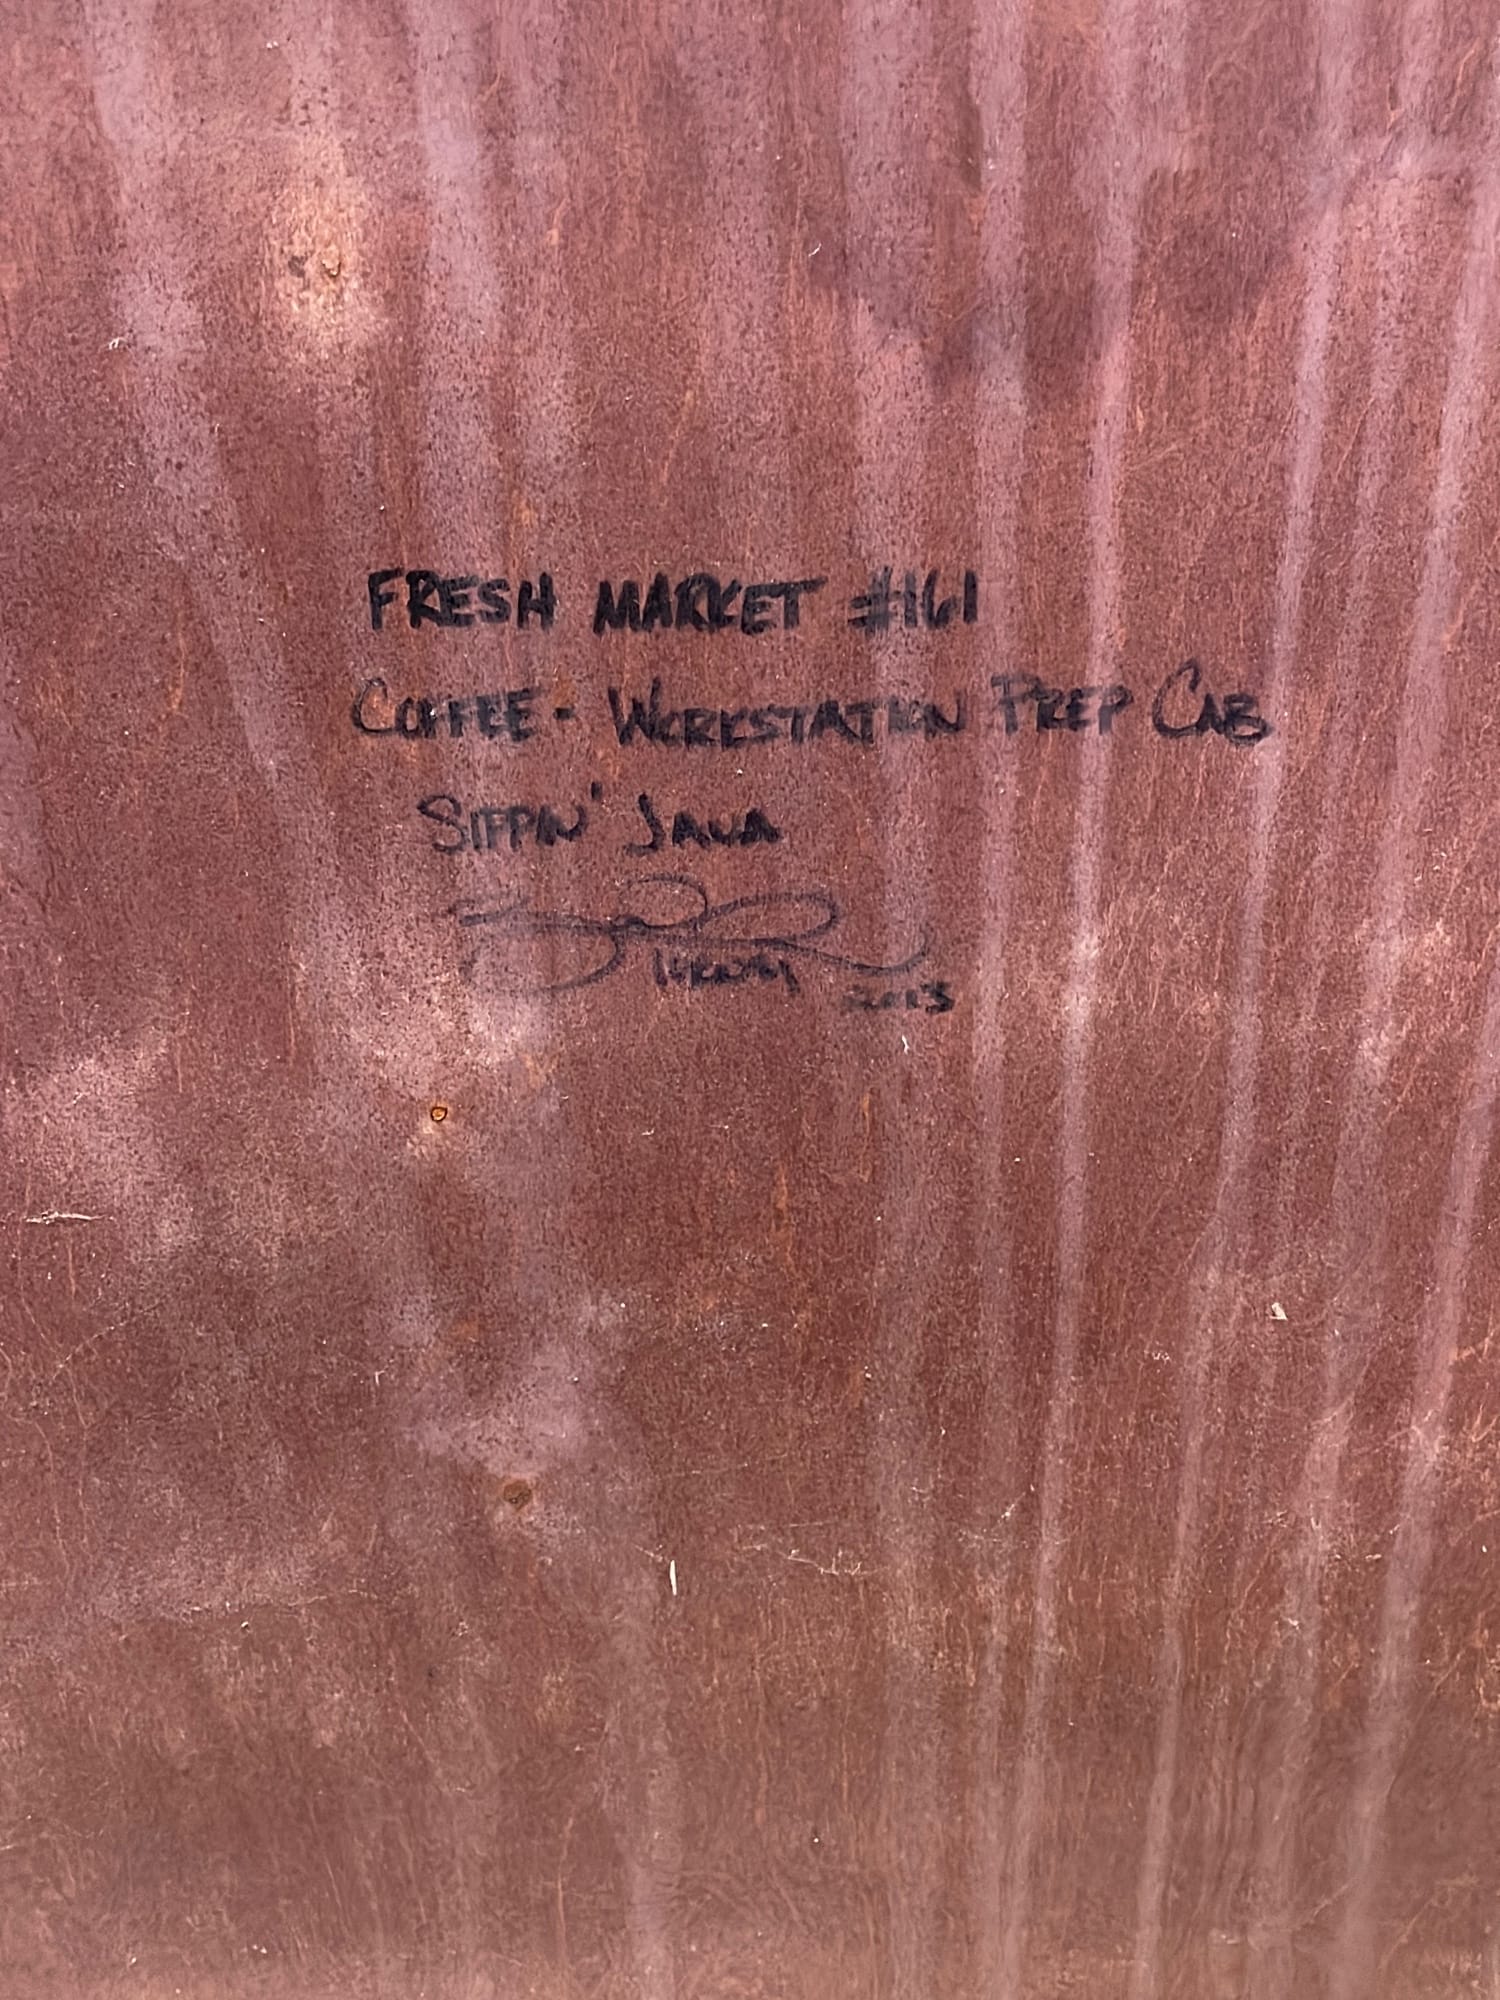 FRESH MARKET #161
COFFEE - WORKSTATION PREP CAB
SIPPIN' JAVA
2013